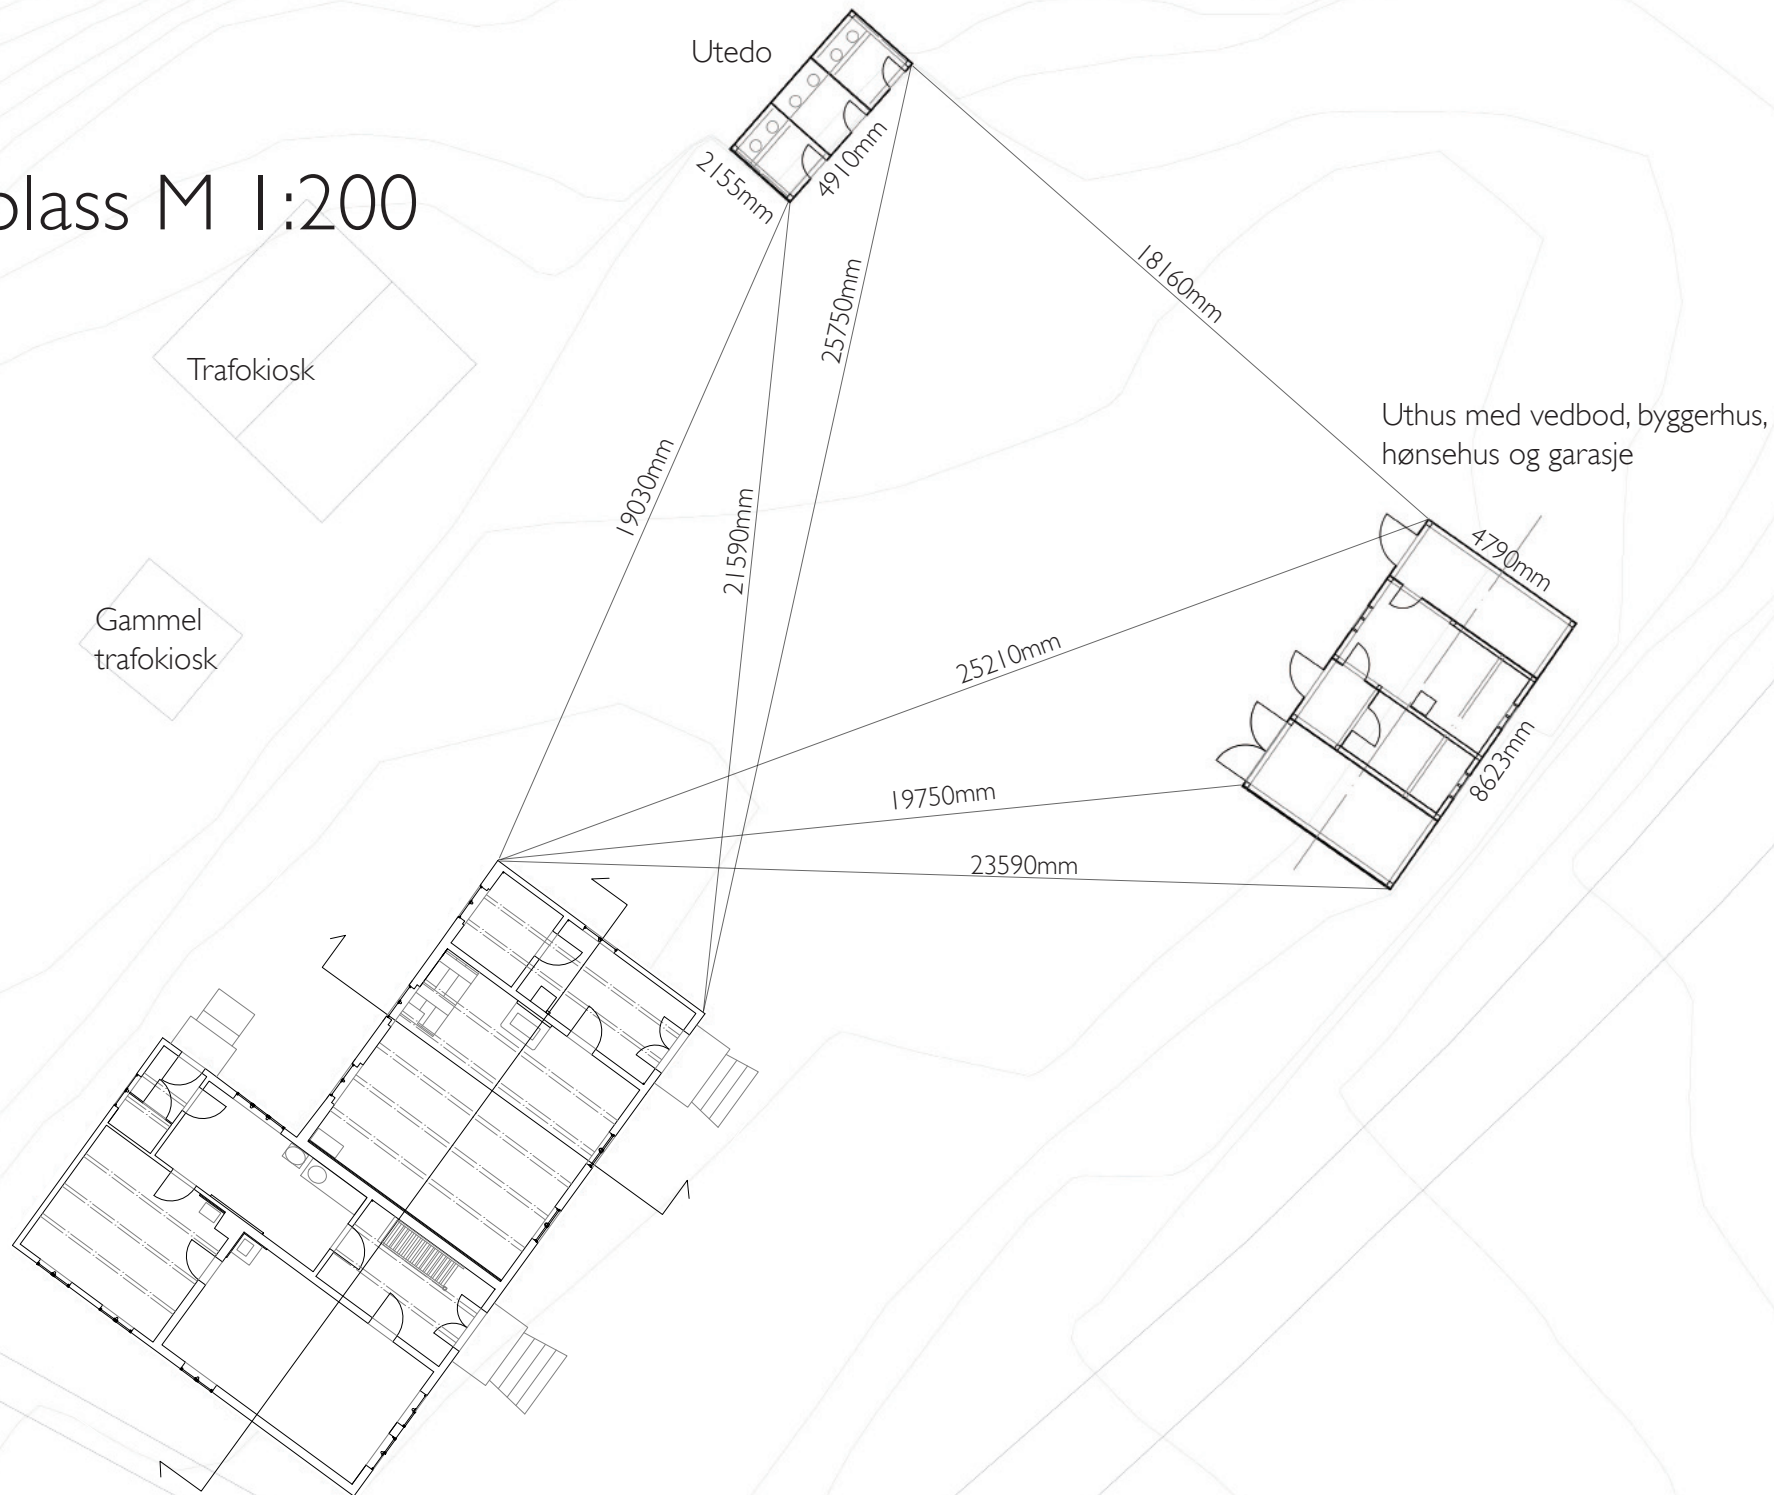 Utedo
2155mm
4910mm
plass M 1:200
18160mm
25750mm
Trafokiosk
Uthus med vedbod, byggerhus,
hønsehus og garasje
19030mm
21590mm
4790mm
Gammel
trafokiosk
25210mm
8623mm
19750mm
23590mm